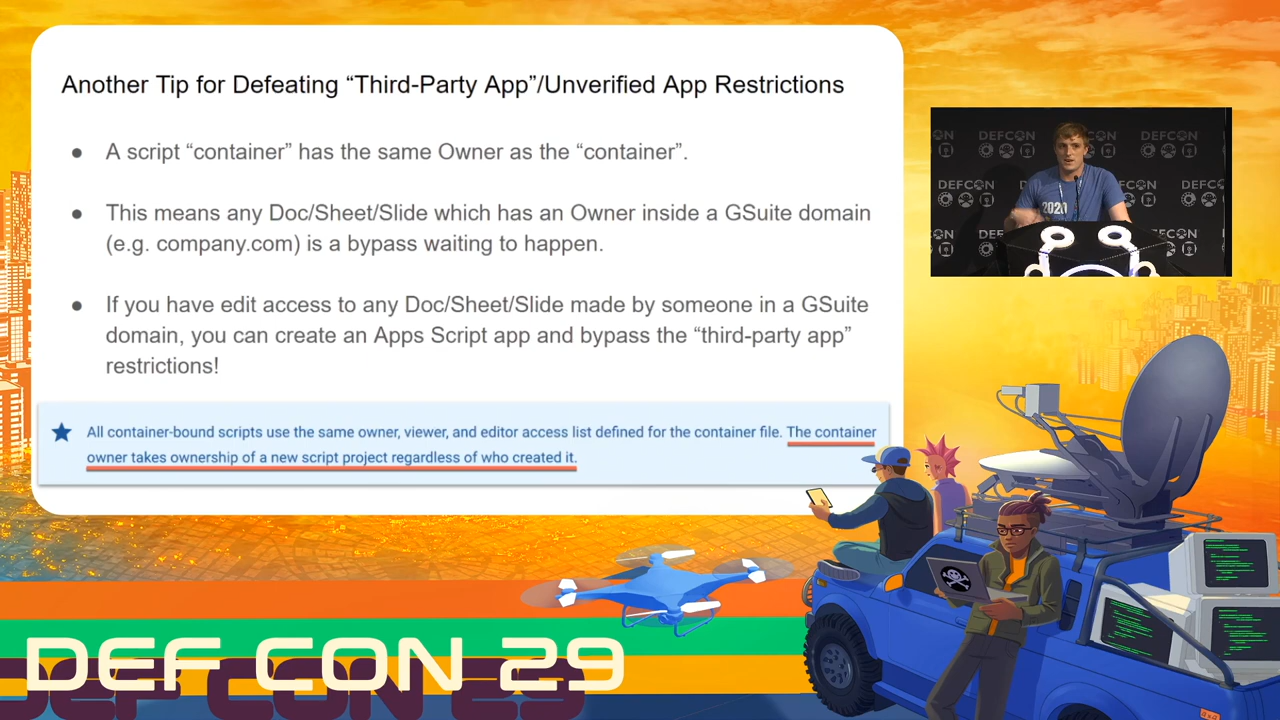 Another Tip for Defeating “Third-Party App”/Unverified App Restrictions
● A script “container” has the same Owner as the “container”.
● This means any Doc/Sheet/Slide which has an Owner inside a GSuite domain
(e.g. company.com) is a bypass waiting to happen.
● If you have edit access to any Doc/Sheet/Slide made by someone in a GSuite
domain, you can create an Apps Script app and bypass the “third-party app”
restrictions!
★ All container-bound scripts use the same owner, viewer, and editor access list defined for the container file. The container
owner takes ownership of a new script project regardless of who created it.
DEFCON
DEFCON
DEFCON
DEFCON
2020
DEF CON 29